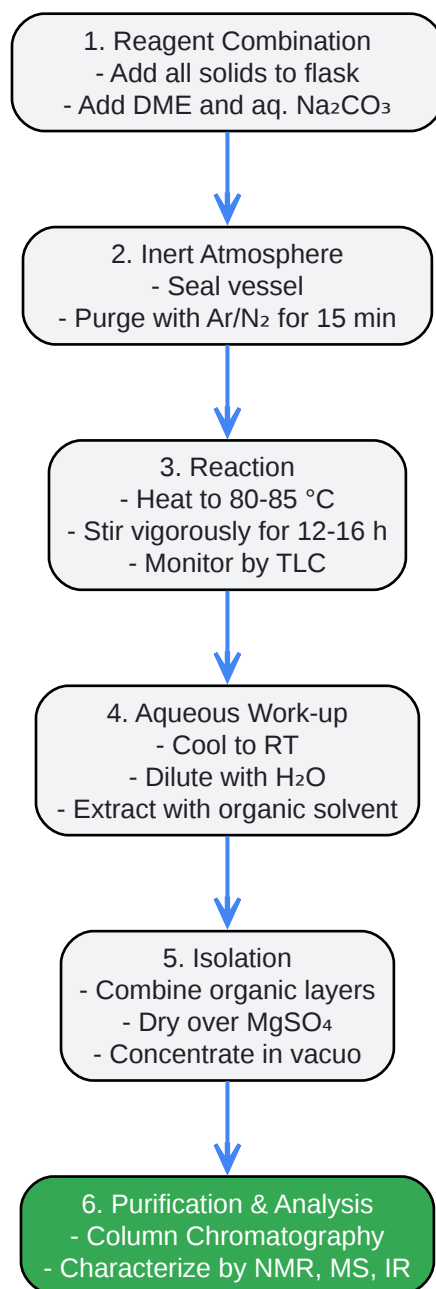 1. Reagent Combination
- Add all solids to flask
- Add DME and aq. Na₂CO₃
2. Inert Atmosphere
- Seal vessel
- Purge with Ar/N₂ for 15 min
3. Reaction
- Heat to 80-85 °C
- Stir vigorously for 12-16 h
- Monitor by TLC
4. Aqueous Work-up
- Cool to RT
- Dilute with H₂O
- Extract with organic solvent
5. Isolation
- Combine organic layers
- Dry over MgSO₄
- Concentrate in vacuo
6. Purification & Analysis
- Column Chromatography
- Characterize by NMR, MS, IR